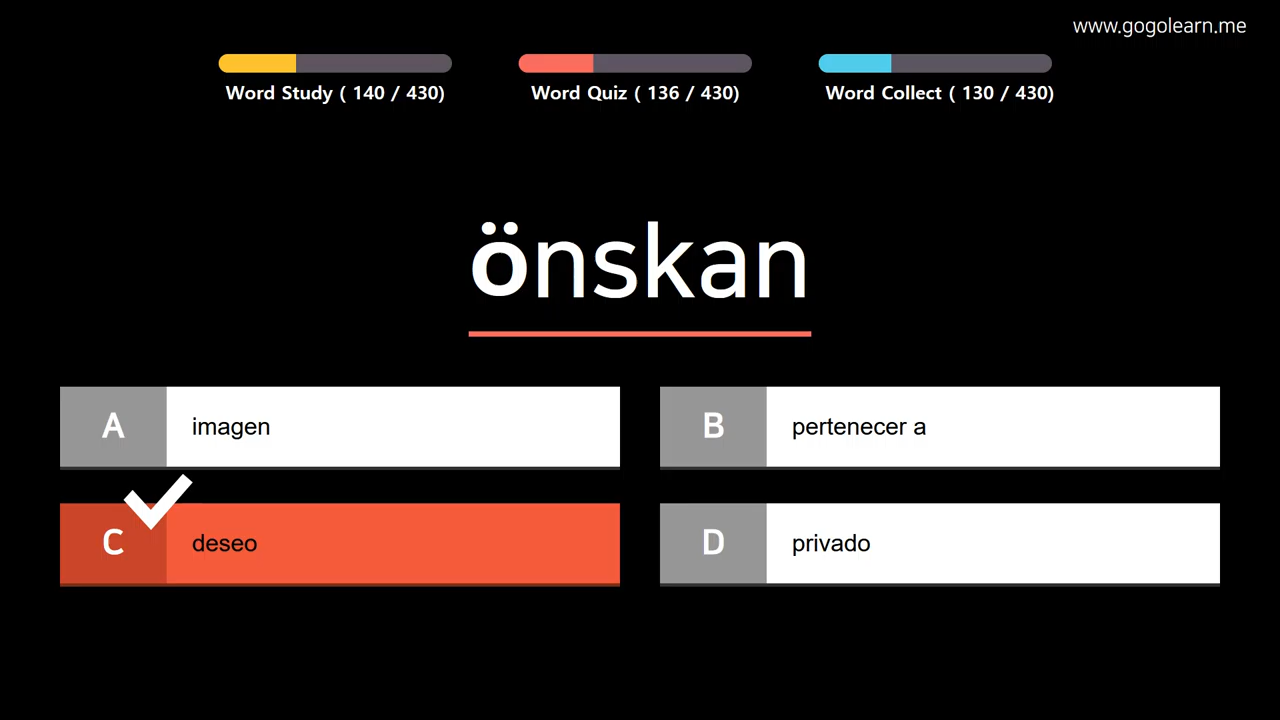 www.gogolearn.me
Word Study ( 140 / 430)
Word Quiz ( 136 / 430)
Word Collect ( 130 / 430)
önskan
A imagen
B pertenecer a
C deseo
D privado